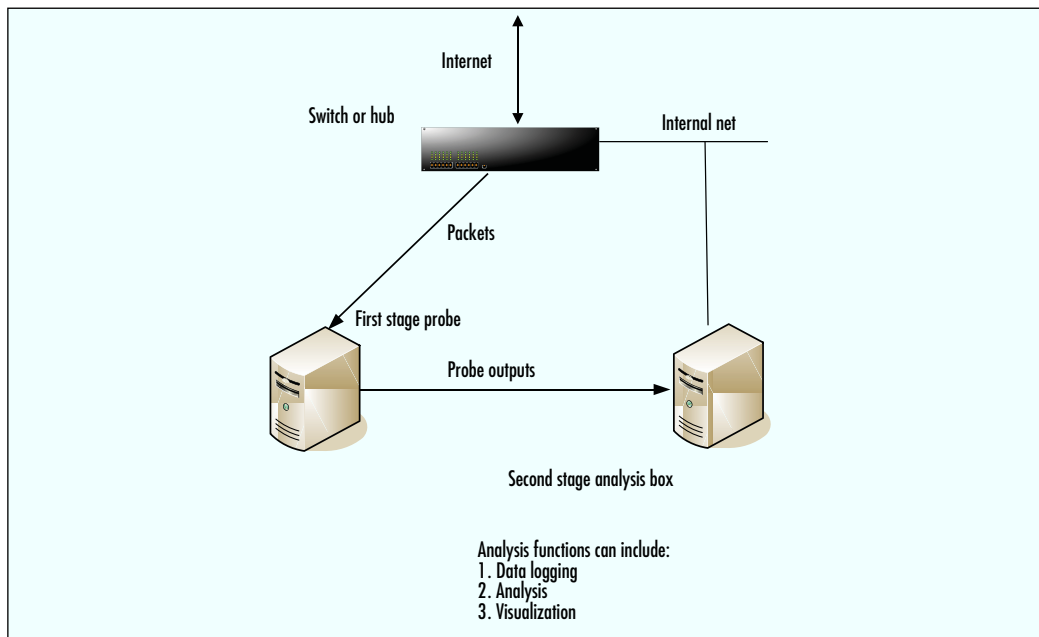 Internet
Switch or hub
Internal net
Packets
First stage probe
Probe outputs
Second stage analysis box
Analysis functions can include:
1. Data logging
2. Analysis
3. Visualization